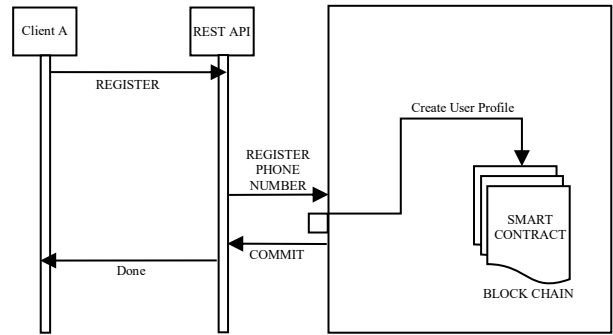 Client A
REST API
REGISTER
Create User Profile
REGISTER
PHONE
NUMBER
SMART
CONTRACT
COMMIT
Done
BLOCK CHAIN